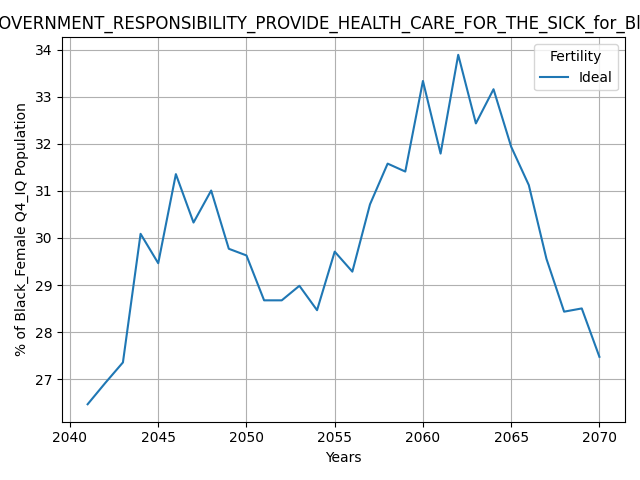 OVERNMENT_RESPONSIBILITY_PROVIDE_HEALTH_CARE_FOR_THE_SICK_for_Bl
Fertility
Ideal
% of Black_Female Q4_IQ Population
34
33
32
31
30
29
28
27
2040 2045 2050 2055 2060 2065 2070
Years